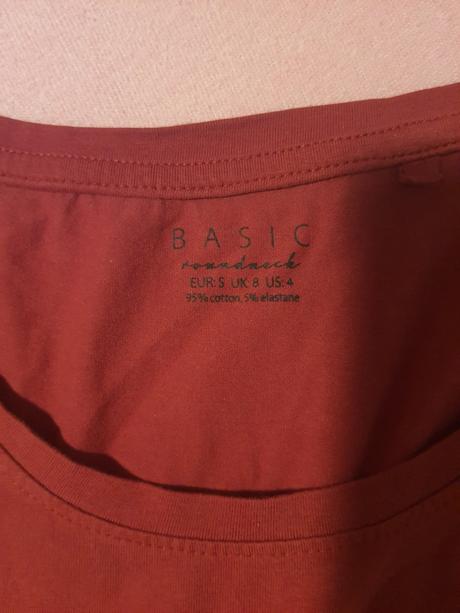 BASIC
roundneck
EUR: S UK: 8 US: 4
95% cotton, 5% elastane